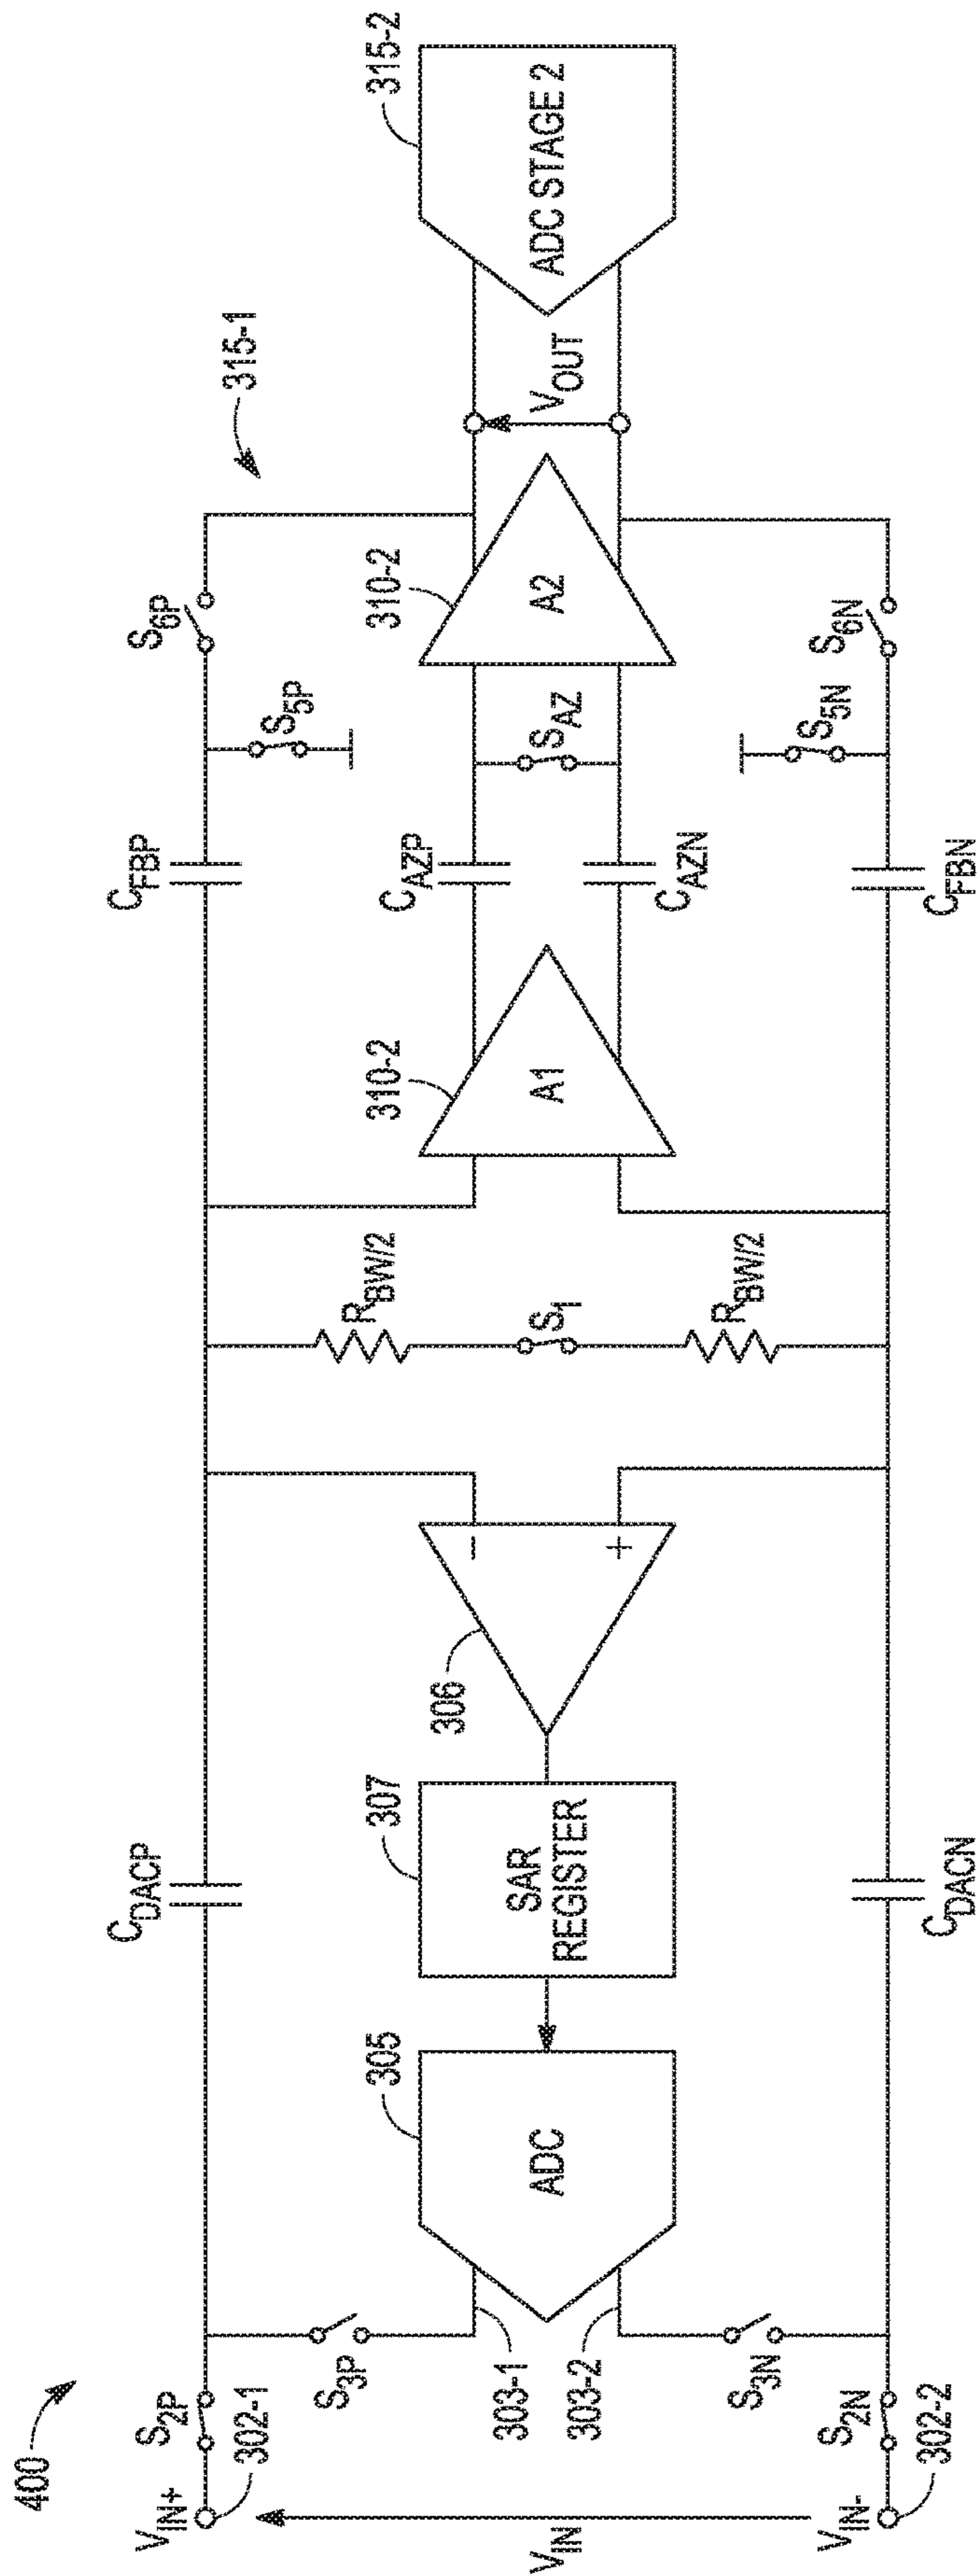 400
315-1
V_IN+
302-1
S_2P
C_DACP
C_FBP
S_6P
S_5P
S_3P
303-1
305
ADC
307
SAR
REGISTER
306
-
+
R_BW/2
S_1
R_BW/2
310-2
A1
C_AZP
S_AZ
C_AZN
310-2
A2
V_OUT
315-2
ADC STAGE 2
303-2
S_3N
V_IN
V_IN-
302-2
S_2N
C_DACN
C_FBN
S_5N
S_6N